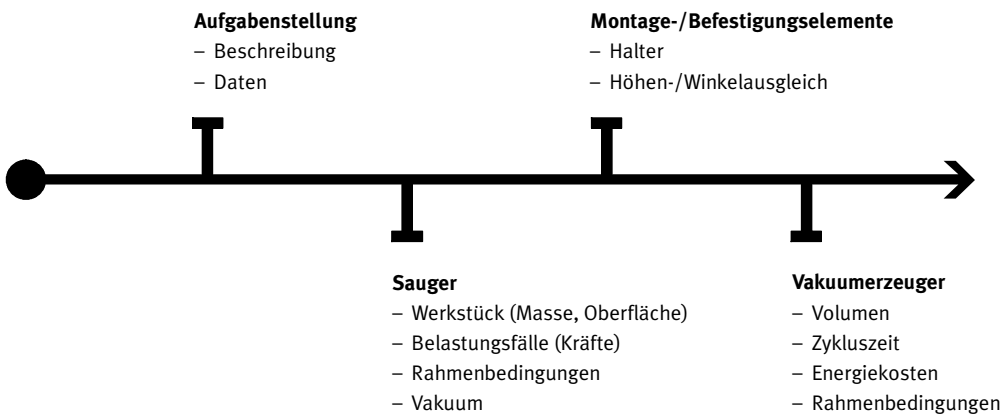 Aufgabenstellung
– Beschreibung
– Daten
Montage-/Befestigungselemente
– Halter
– Höhen-/Winkelausgleich
Sauger
– Werkstück (Masse, Oberfläche)
– Belastungsfälle (Kräfte)
– Rahmenbedingungen
– Vakuum
Vakuumerzeuger
– Volumen
– Zykluszeit
– Energiekosten
– Rahmenbedingungen